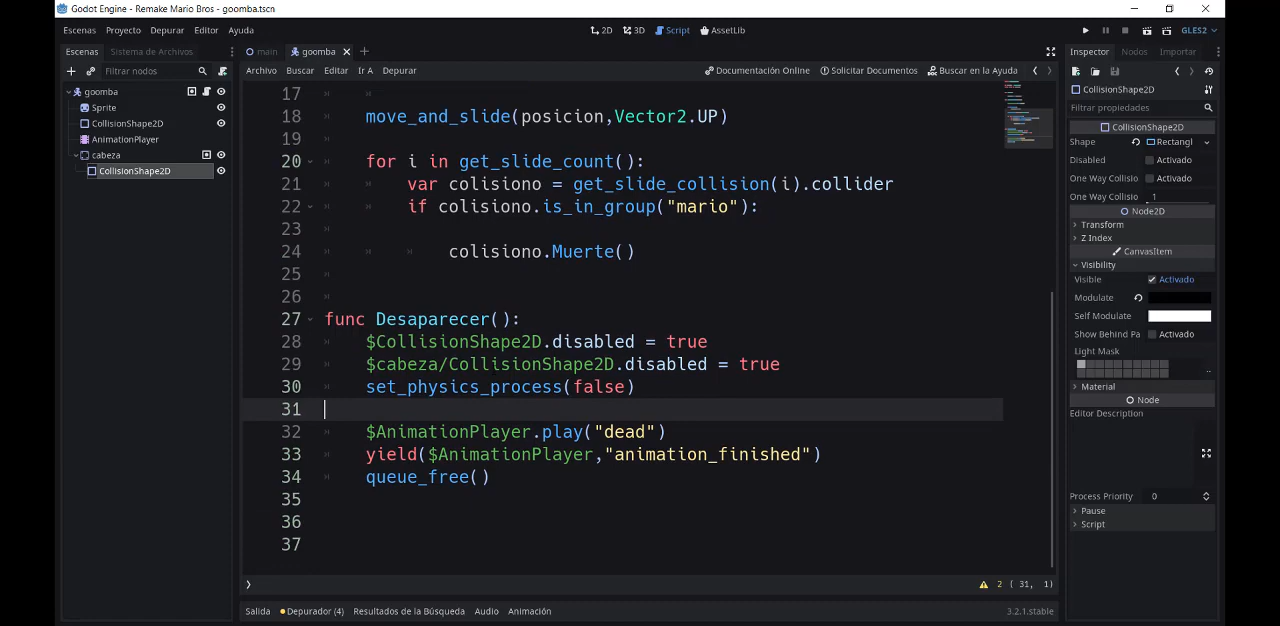 Godot Engine - Remake Mario Bros - goomba.tscn
Escenas Proyecto Depurar Editor Ayuda
2D 3D Script AssetLib
GLES2
Escenas Sistema de Archivos
main goomba
Inspector Nodos Importar
Filtrar nodos
Archivo Buscar Editar Ir A Depurar
Documentación Online Solicitar Documentos Buscar en la Ayuda
goomba
Sprite
CollisionShape2D
AnimationPlayer
cabeza
CollisionShape2D
17
18 move_and_slide(posicion,Vector2.UP)
19
20 for i in get_slide_count():
21 var colisiono = get_slide_collision(i).collider
22 if colisiono.is_in_group("mario"):
23
24 colisiono.Muerte()
25
26
27 func Desaparecer():
28 $CollisionShape2D.disabled = true
29 $cabeza/CollisionShape2D.disabled = true
30 set_physics_process(false)
31
32 $AnimationPlayer.play("dead")
33 yield($AnimationPlayer,"animation_finished")
34 queue_free()
35
36
37
2 ( 31, 1)
Salida Depurador (4) Resultados de la Búsqueda Audio Animación
3.2.1.stable
CollisionShape2D
Filtrar propiedades
CollisionShape2D
Shape Rectangl
Disabled Activado
One Way Collisio Activado
One Way Collisio 1
Node2D
Transform
Z Index
CanvasItem
Visibility
Visible Activado
Modulate
Self Modulate
Show Behind Pa Activado
Light Mask
..
Material
Node
Editor Description
Process Priority 0
Pause
Script